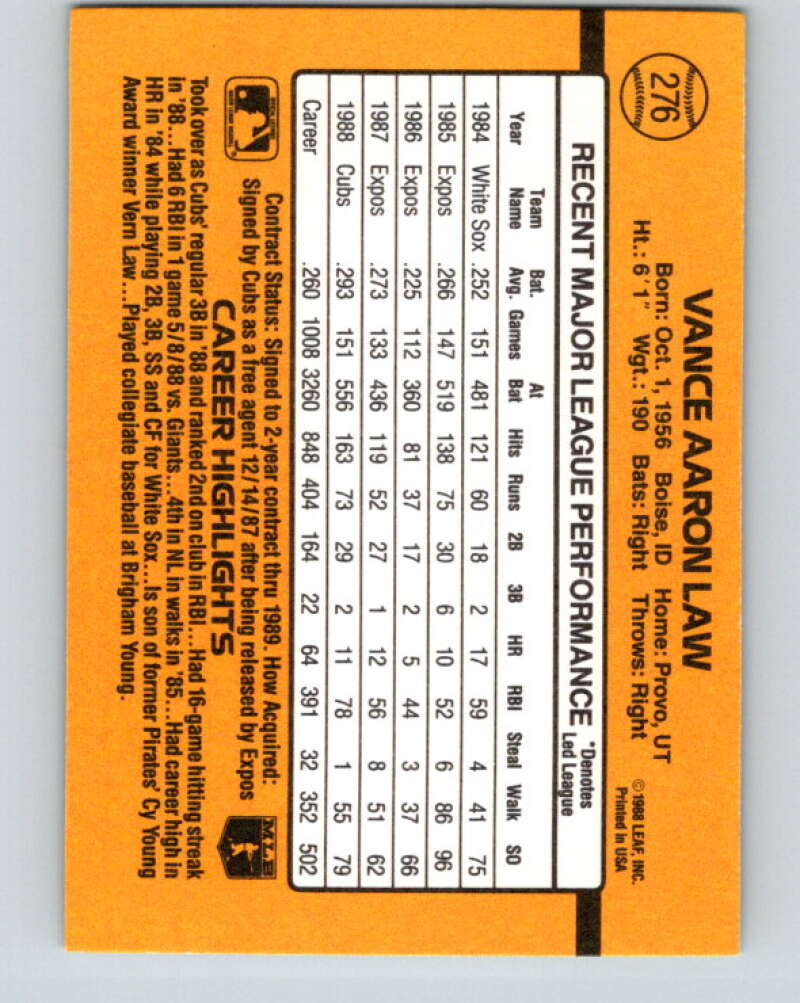 276
VANCE AARON LAW
Born: Oct. 1, 1956 Boise, ID Home: Provo, UT
Ht.: 6'1" Wgt.: 190 Bats: Right Throws: Right
©1988 LEAF, INC.
Printed in USA
RECENT MAJOR LEAGUE PERFORMANCE *Denotes Led League
Year Team Name Bat. Avg. Games At Bat Hits Runs 2B 3B HR RBI Steal Walk SO
1984 White Sox .252 151 481 121 60 18 2 17 59 4 41 75
1985 Expos .266 147 519 138 75 30 6 10 52 6 86 96
1986 Expos .225 112 360 81 37 17 2 5 44 3 37 66
1987 Expos .273 133 436 119 52 27 1 12 56 8 51 62
1988 Cubs .293 151 556 163 73 29 2 11 78 1 55 79
Career .260 1008 3260 848 404 164 22 64 391 32 352 502
Contract Status: Signed to 2-year contract thru 1989. How Acquired:
Signed by Cubs as a free agent 12/14/87 after being released by Expos
MLB
CAREER HIGHLIGHTS
Took over as Cubs' regular 3B in '88 and ranked 2nd on club in RBI...Had 16-game hitting streak
in '88...Had 6 RBI in 1 game 5/8/88 vs. Giants...4th in NL in walks in '85...Had career high in
HR in '84 while playing 2B, 3B, SS and CF for White Sox...Is son of former Pirates' Cy Young
Award winner Vern Law...Played collegiate baseball at Brigham Young.